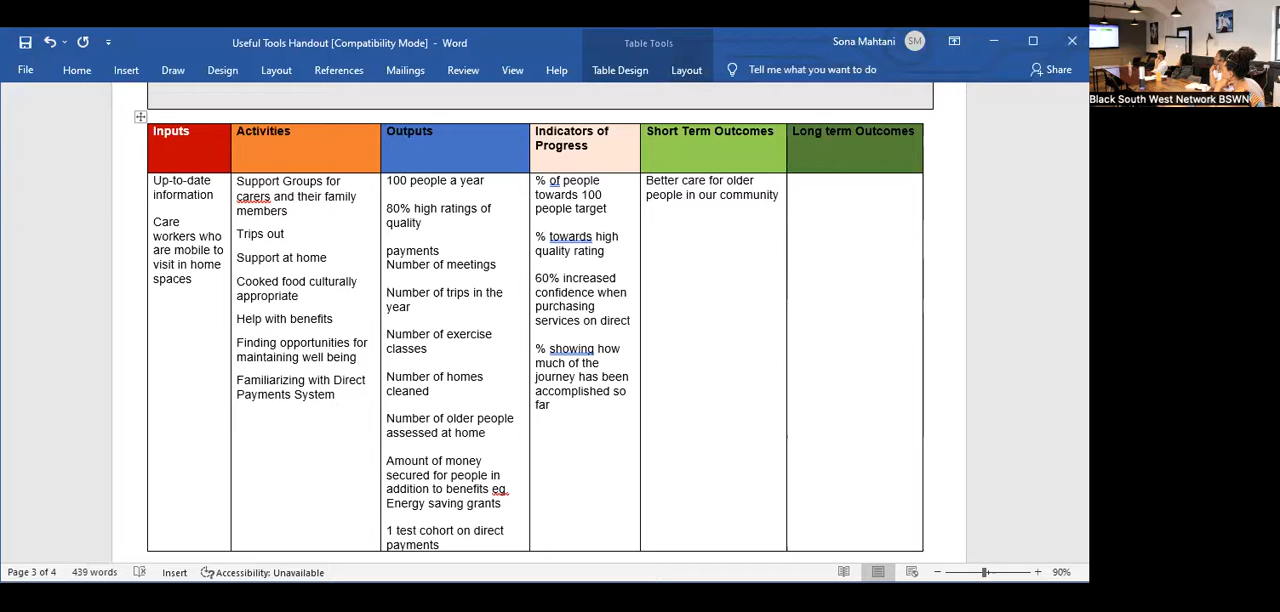 Useful Tools Handout [Compatibility Mode] - Word
Table Tools
Sona Mahtani
SM
File
Home
Insert
Draw
Design
Layout
References
Mailings
Review
View
Help
Table Design
Layout
Tell me what you want to do
Share
Black South West Network BSWN
Inputs
Activities
Outputs
Indicators of
Progress
Short Term Outcomes
Long term Outcomes
Up-to-date
information
Care
workers who
are mobile to
visit in home
spaces
Support Groups for
carers and their family
members
Trips out
Support at home
Cooked food culturally
appropriate
Help with benefits
Finding opportunities for
maintaining well being
Familiarizing with Direct
Payments System
100 people a year
80% high ratings of
quality
payments
Number of meetings
Number of trips in the
year
Number of exercise
classes
Number of homes
cleaned
Number of older people
assessed at home
Amount of money
secured for people in
addition to benefits eg.
Energy saving grants
1 test cohort on direct
payments
% of people
towards 100
people target
% towards high
quality rating
60% increased
confidence when
purchasing
services on direct
% showing how
much of the
journey has been
accomplished so
far
Better care for older
people in our community
Page 3 of 4
439 words
Insert
Accessibility: Unavailable
90%